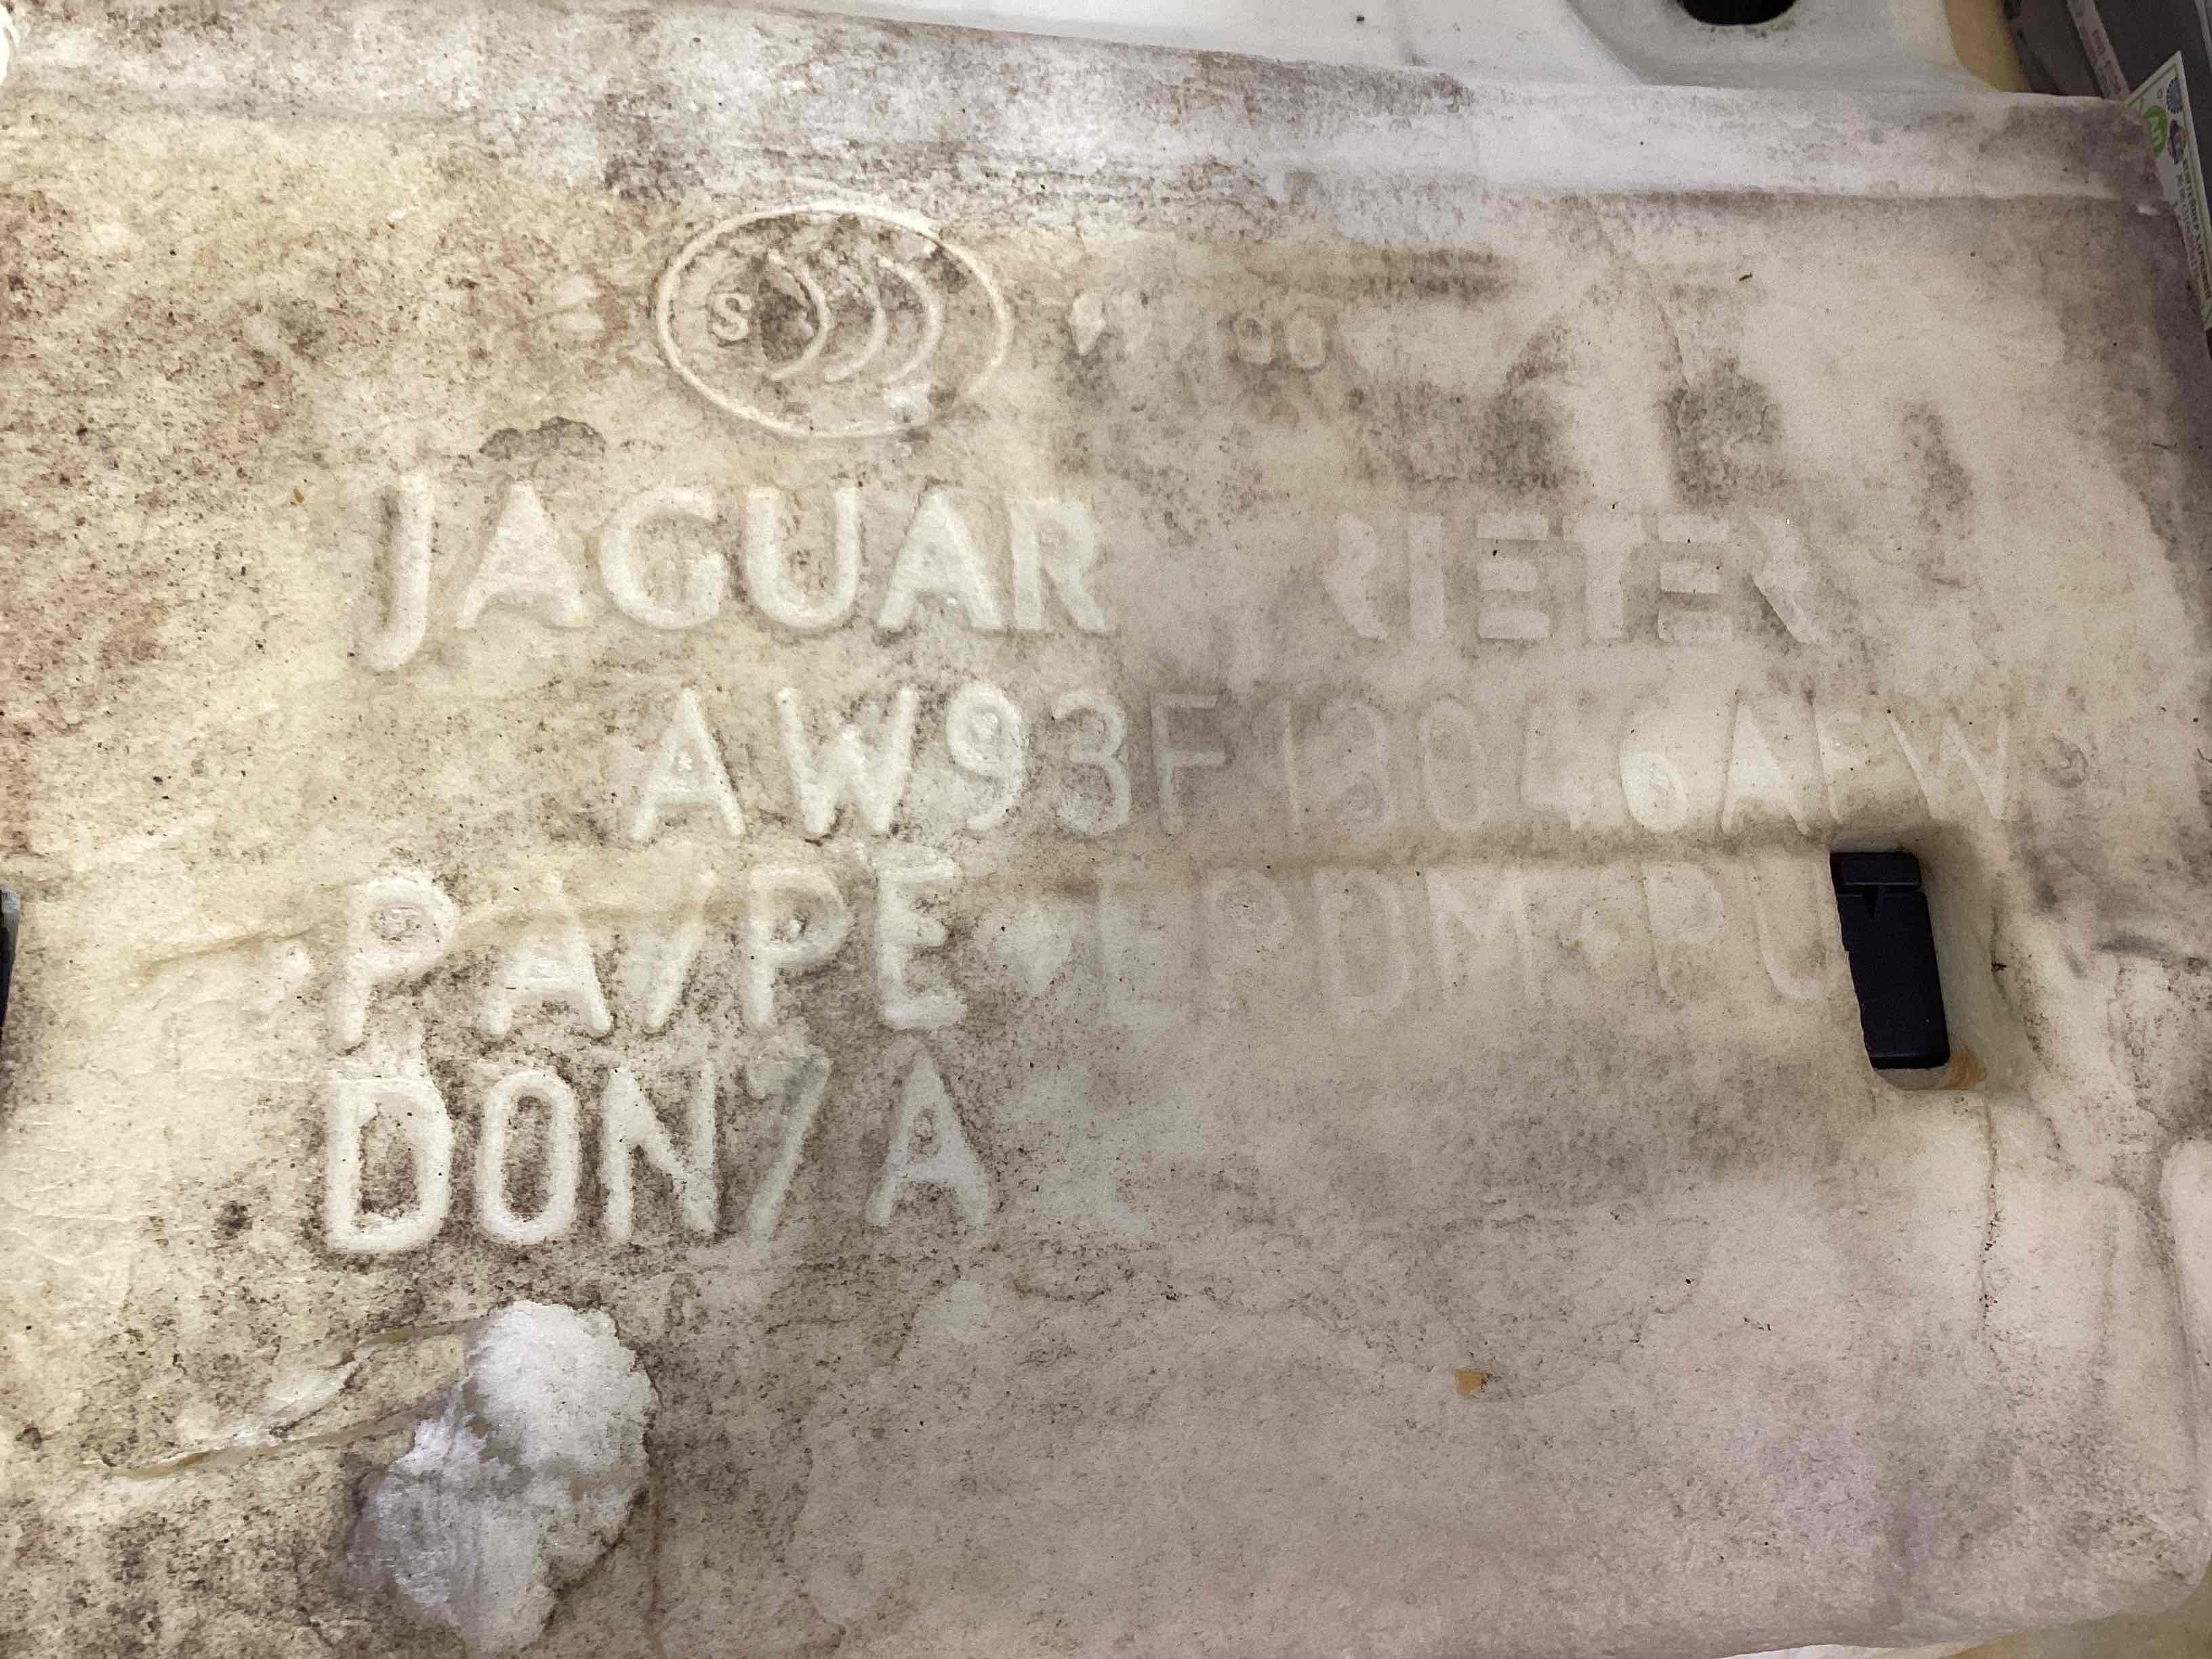 S
JAGUAR RIETER
AW93F13046AFW
PA/PE+EPDM+PU
DON7A